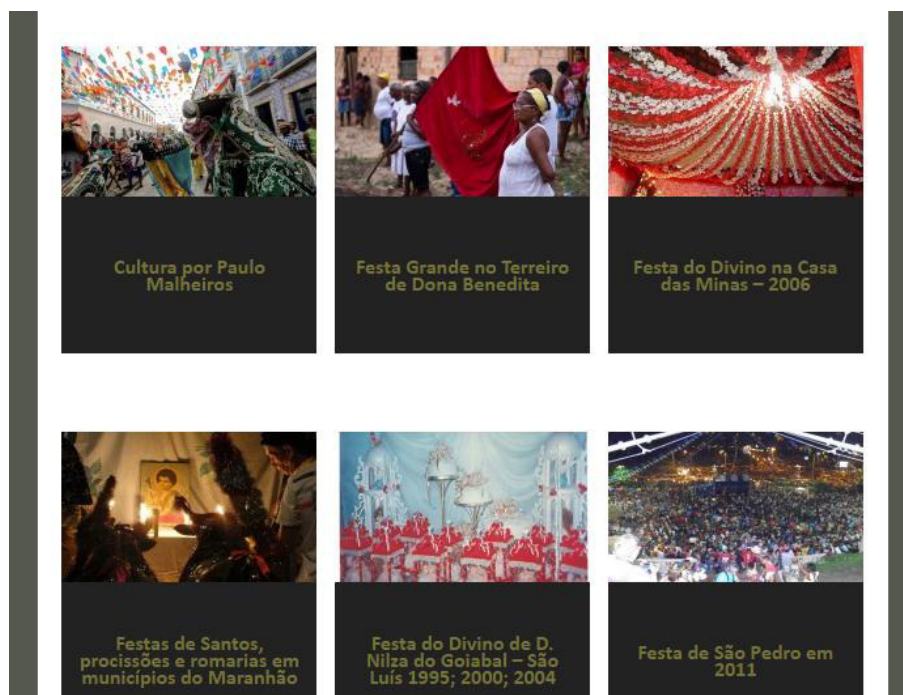 Cultura por Paulo
Malheiros
Festa Grande no Terreiro
de Dona Benedita
Festa do Divino na Casa
das Minas – 2006
Festas de Santos,
procissões e romarias em
municípios do Maranhão
Festa do Divino de D.
Nilza do Goiabal – São
Luís 1995; 2000; 2004
Festa de São Pedro em
2011